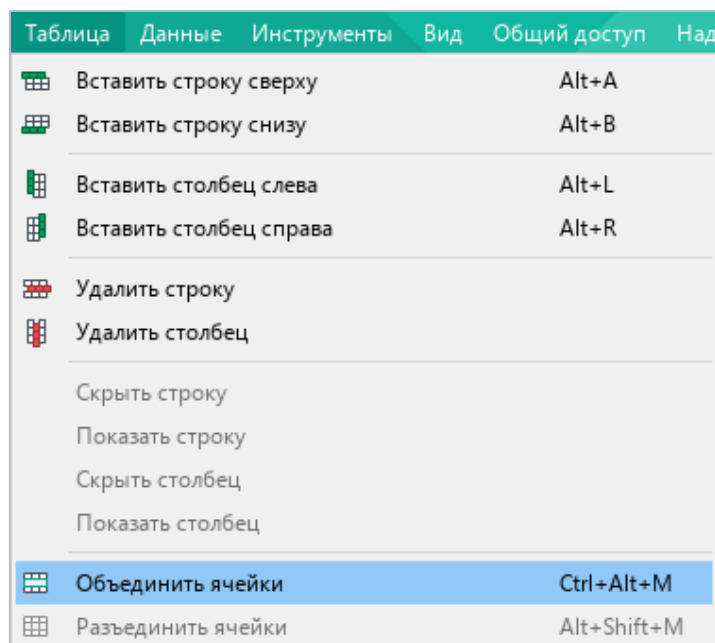 Таблица Данные Инструменты Вид Общий доступ Над
Вставить строку сверху Alt+A
Вставить строку снизу Alt+B
Вставить столбец слева Alt+L
Вставить столбец справа Alt+R
Удалить строку
Удалить столбец
Скрыть строку
Показать строку
Скрыть столбец
Показать столбец
Объединить ячейки Ctrl+Alt+M
Разъединить ячейки Alt+Shift+M